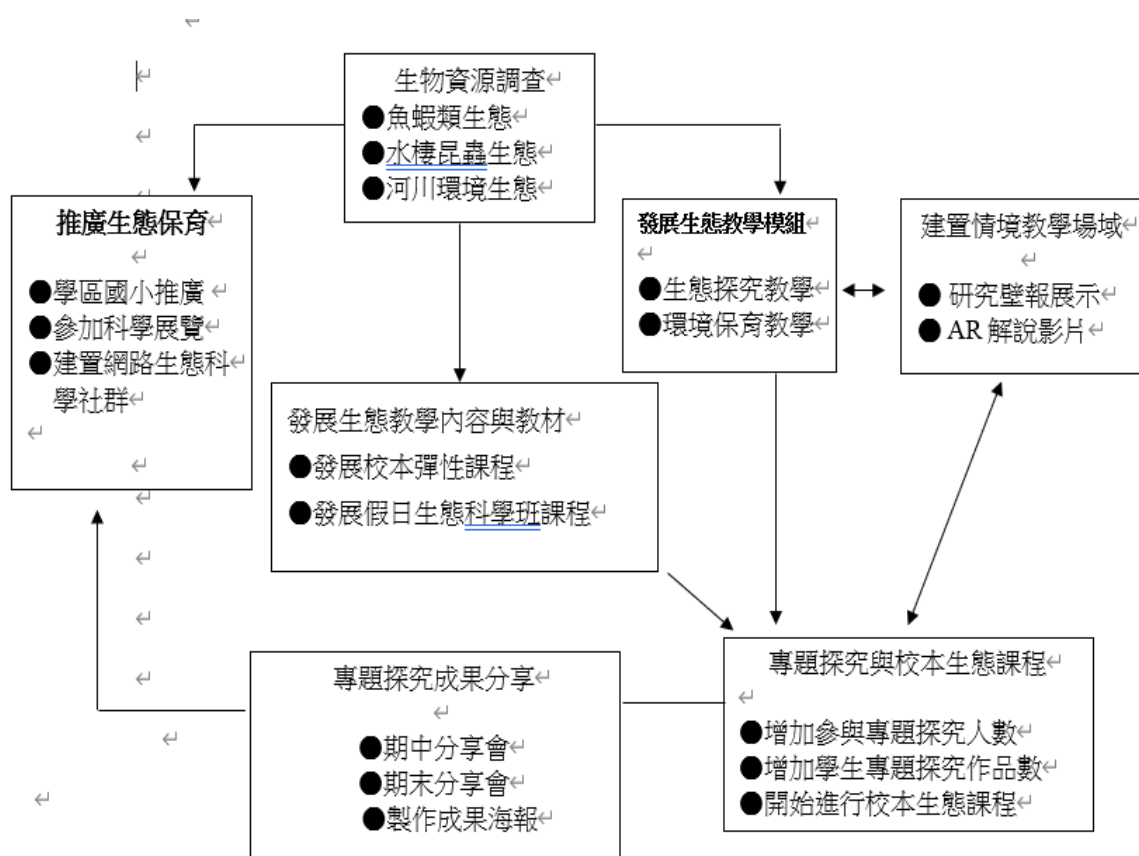 生物資源調查
●魚蝦類生態
●水棲昆蟲生態
●河川環境生態
推廣生態保育
●學區國小推廣
●參加科學展覽
●建置網路生態科
學社群
發展生態教學模組
●生態探究教學
●環境保育教學
建置情境教學場域
● 研究壁報展示
● AR 解說影片
發展生態教學內容與教材
●發展校本彈性課程
●發展假日生態科學班課程
專題探究成果分享
●期中分享會
●期末分享會
●製作成果海報
專題探究與校本生態課程
●增加參與專題探究人數
●增加學生專題探究作品數
●開始進行校本生態課程